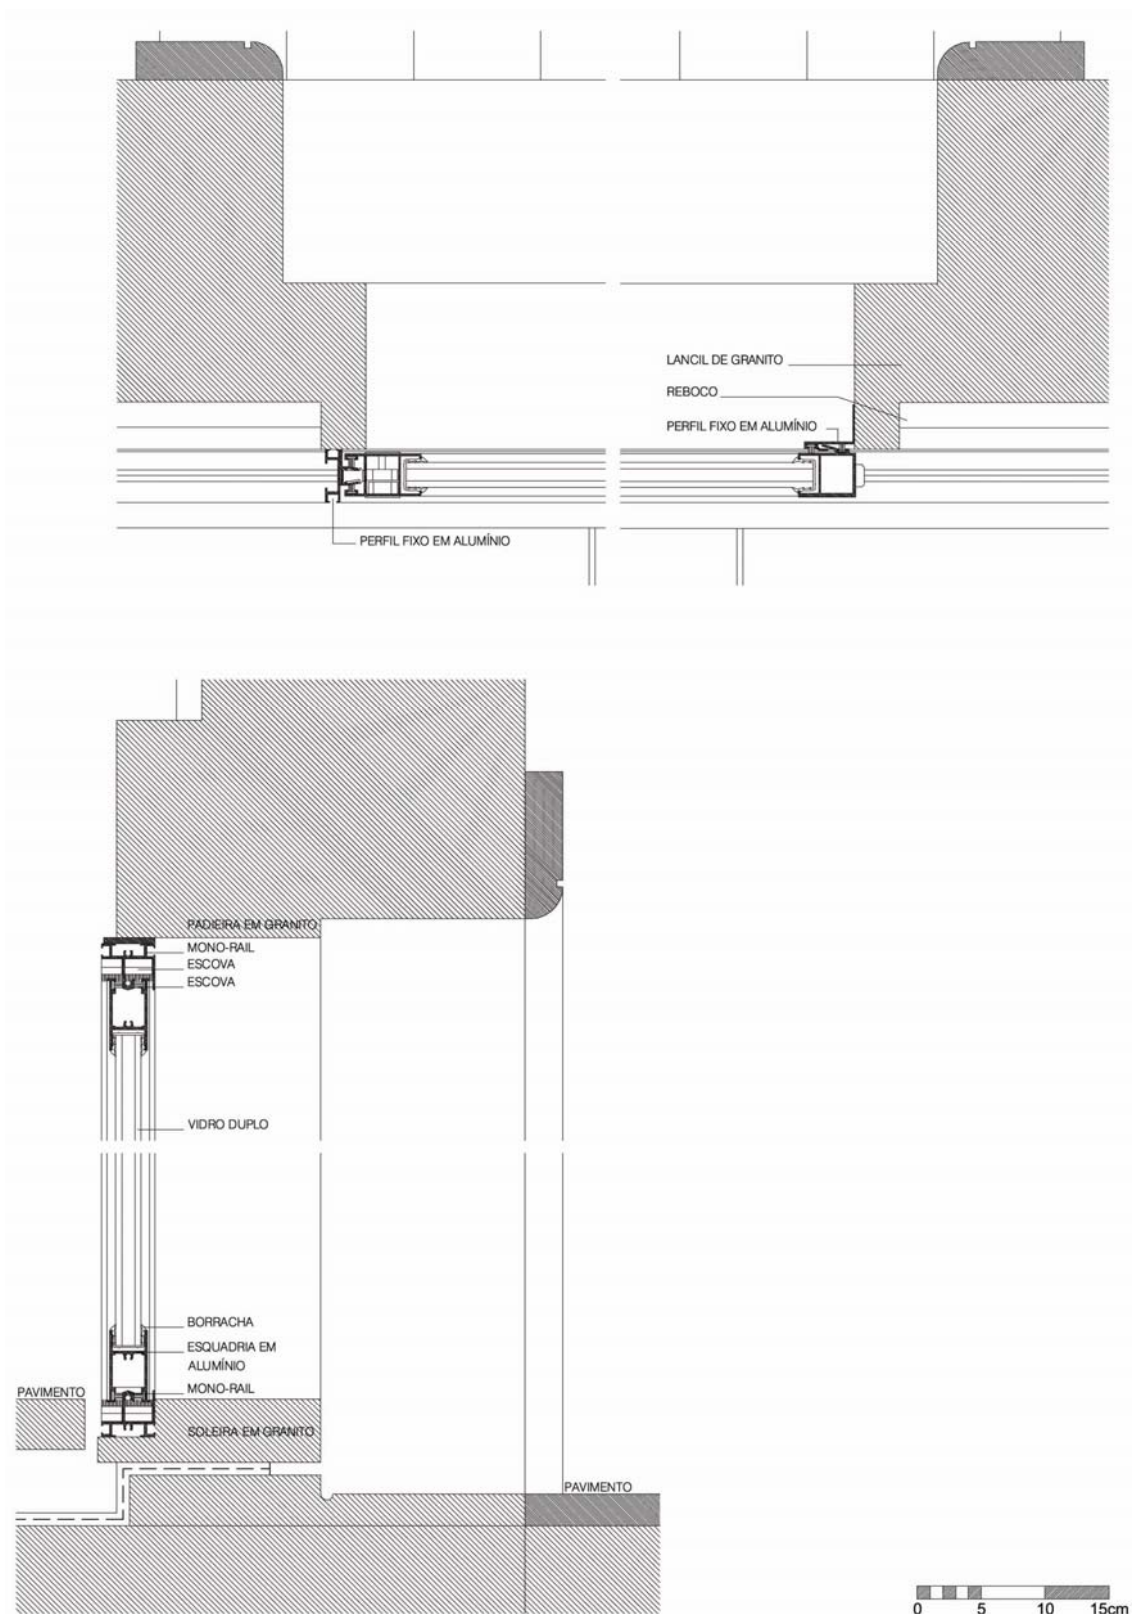 LANCIL DE GRANITO
REBOCO
PERFIL FIXO EM ALUMÍNIO
PERFIL FIXO EM ALUMÍNIO
PADIEIRA EM GRANITO
MONO-RAIL
ESCOVA
ESCOVA
VIDRO DUPLO
BORRACHA
ESQUADRIA EM
ALUMÍNIO
MONO-RAIL
PAVIMENTO
SOLEIRA EM GRANITO
PAVIMENTO
0 5 10 15cm